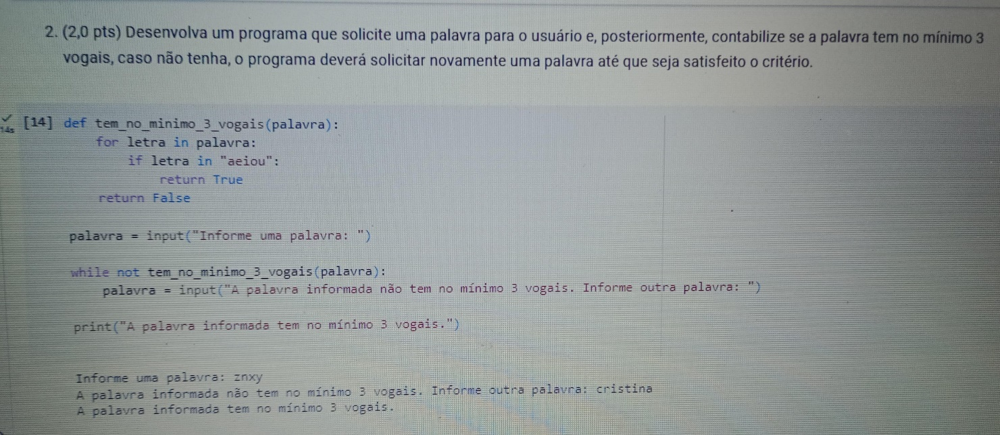 2. (2,0 pts) Desenvolva um programa que solicite uma palavra para o usuário e, posteriormente, contabilize se a palavra tem no mínimo 3
vogais, caso não tenha, o programa deverá solicitar novamente uma palavra até que seja satisfeito o critério.
14s [14] def tem_no_minimo_3_vogais(palavra):
for letra in palavra:
if letra in "aeiou":
return True
return False
palavra = input("Informe uma palavra: ")
while not tem_no_minimo_3_vogais(palavra):
palavra = input("A palavra informada não tem no mínimo 3 vogais. Informe outra palavra: ")
print("A palavra informada tem no mínimo 3 vogais.")
Informe uma palavra: znxy
A palavra informada não tem no mínimo 3 vogais. Informe outra palavra: cristina
A palavra informada tem no mínimo 3 vogais.